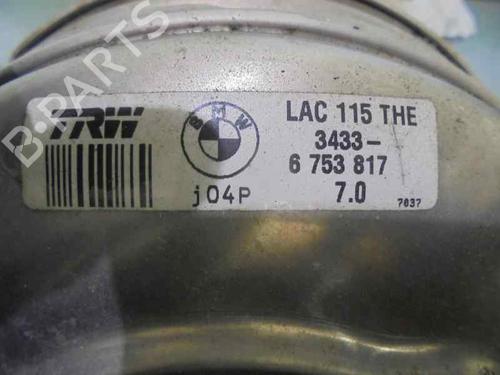 B-PARTS
TRW
BMW
LAC 115 THE
3433-
6 753 817
j04P
7.0
7037